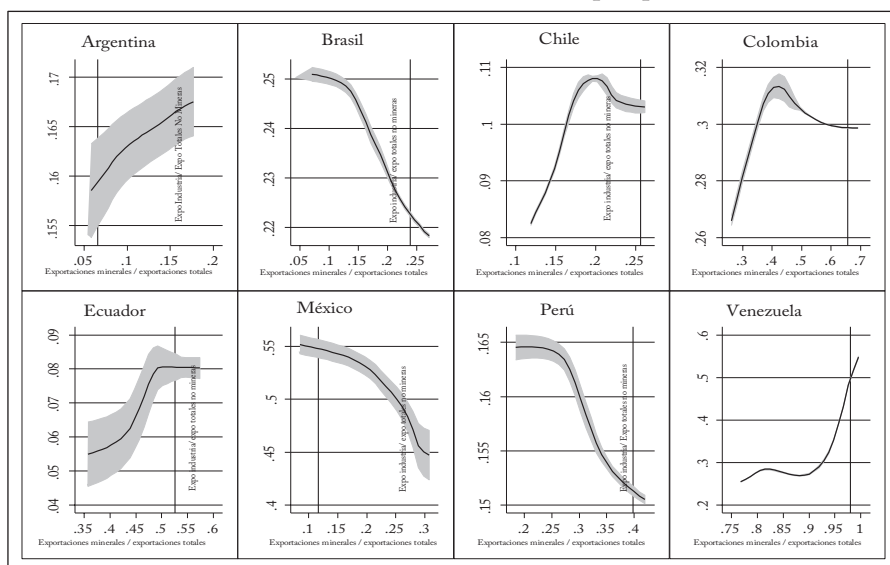 Argentina
.17
.165
.16
.155
Expo Industria/ Expo Totales No Mineras
.05 .1 .15 .2
Exportaciones minerales / exportaciones totales
Brasil
.25
.24
.23
.22
Expo industria/ expo totales no mineras
.05 .1 .15 .2 .25
Exportaciones minerales / exportaciones totales
Chile
.11
.1
.09
.08
Expo industria/ expo totales no mineras
.1 .15 .2 .25
Exportaciones minerales / exportaciones totales
Colombia
.32
.3
.28
.26
.3 .4 .5 .6 .7
Exportaciones minerales / exportaciones totales
Ecuador
.09
.08
.07
.06
.05
.04
Expo industria/ expo totales no mineras
.35 .4 .45 .5 .55 .6
Exportaciones minerales / exportaciones totales
México
.55
.5
.45
.4
Expo industria/ expo totales no mineras
.1 .15 .2 .25 .3
Exportaciones minerales / exportaciones totales
Perú
.165
.16
.155
.15
Expo industria/ Expo totales no mineras
.2 .25 .3 .35 .4
Exportaciones minerales / exportaciones totales
Venezuela
.6
.5
.4
.3
.2
.75 .8 .85 .9 .95 1
Exportaciones minerales / exportaciones totales